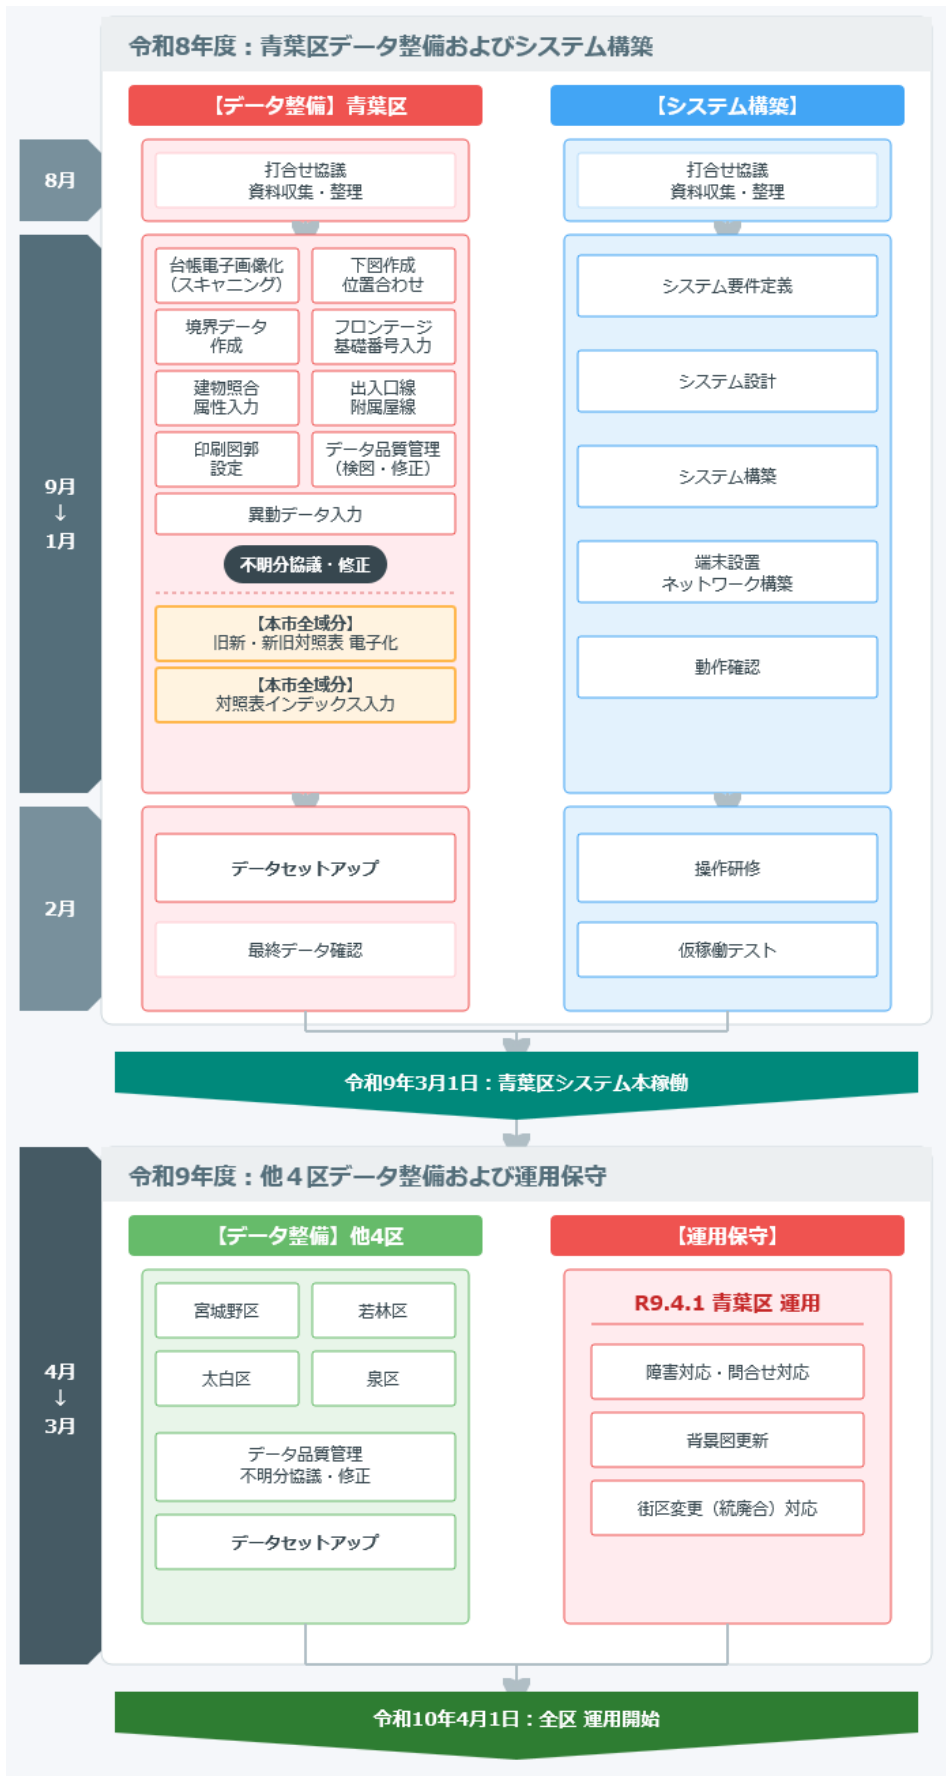 令和8年度：青葉区データ整備およびシステム構築
【データ整備】青葉区
【システム構築】
8月
打合せ協議
資料収集・整理
打合せ協議
資料収集・整理
9月
↓
1月
台帳電子画像化
（スキャニング）
下図作成
位置合わせ
境界データ
作成
フロンテージ
基礎番号入力
建物照合
属性入力
出入口線
附属屋線
印刷図郭
設定
データ品質管理
（検図・修正）
異動データ入力
不明分協議・修正
【本市全域分】
旧新・新旧対照表 電子化
【本市全域分】
対照表インデックス入力
システム要件定義
システム設計
システム構築
端末設置
ネットワーク構築
動作確認
2月
データセットアップ
最終データ確認
操作研修
仮稼働テスト
令和9年3月1日：青葉区システム本稼働
令和9年度：他４区データ整備および運用保守
【データ整備】他4区
【運用保守】
4月
↓
3月
宮城野区
若林区
太白区
泉区
データ品質管理
不明分協議・修正
データセットアップ
R9.4.1 青葉区 運用
障害対応・問合せ対応
背景図更新
街区変更（統廃合）対応
令和10年4月1日：全区 運用開始